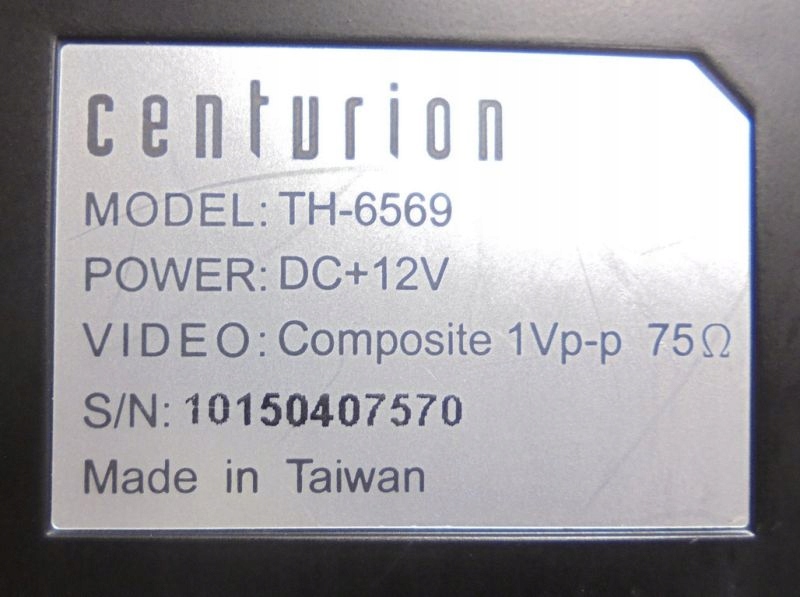 centurion
MODEL: TH-6569
POWER: DC+12V
VIDEO: Composite 1Vp-p 75Ω
S/N: 10150407570
Made in Taiwan